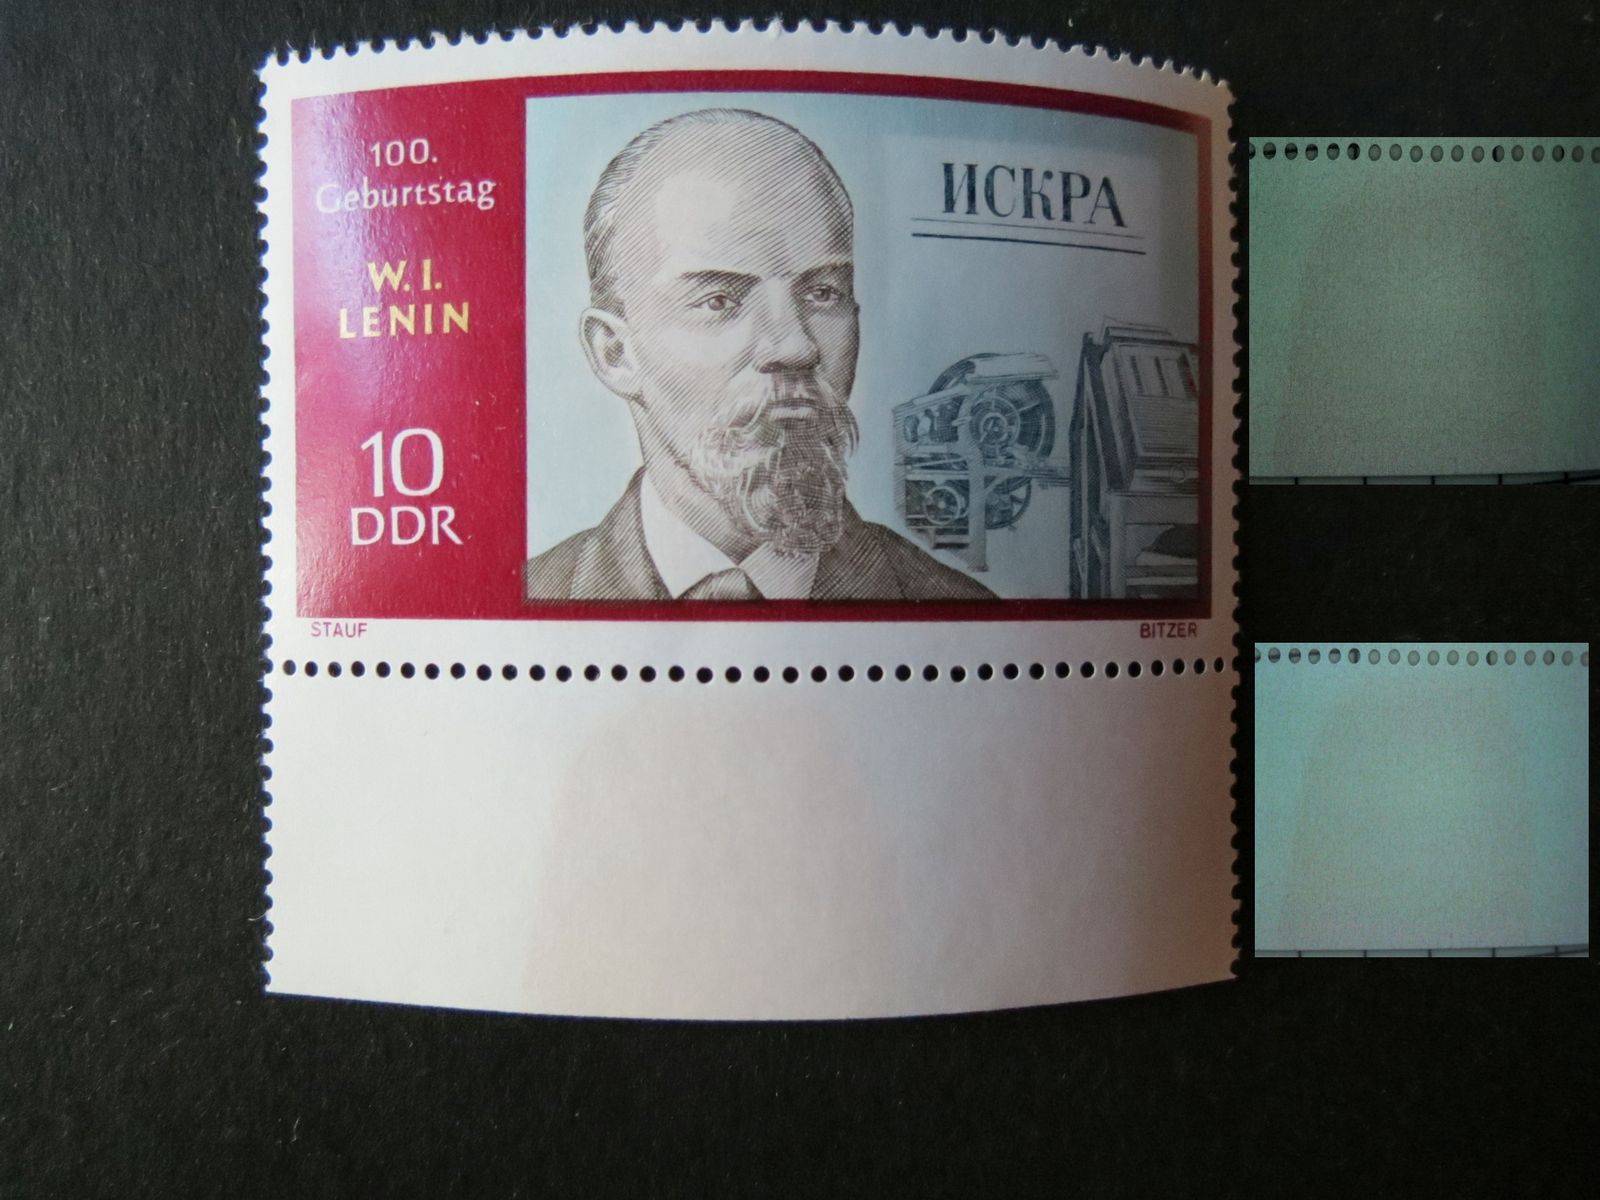 100.
Geburtstag
W. I.
LENIN
10
DDR
ИСКРА
STAUF
BITZER